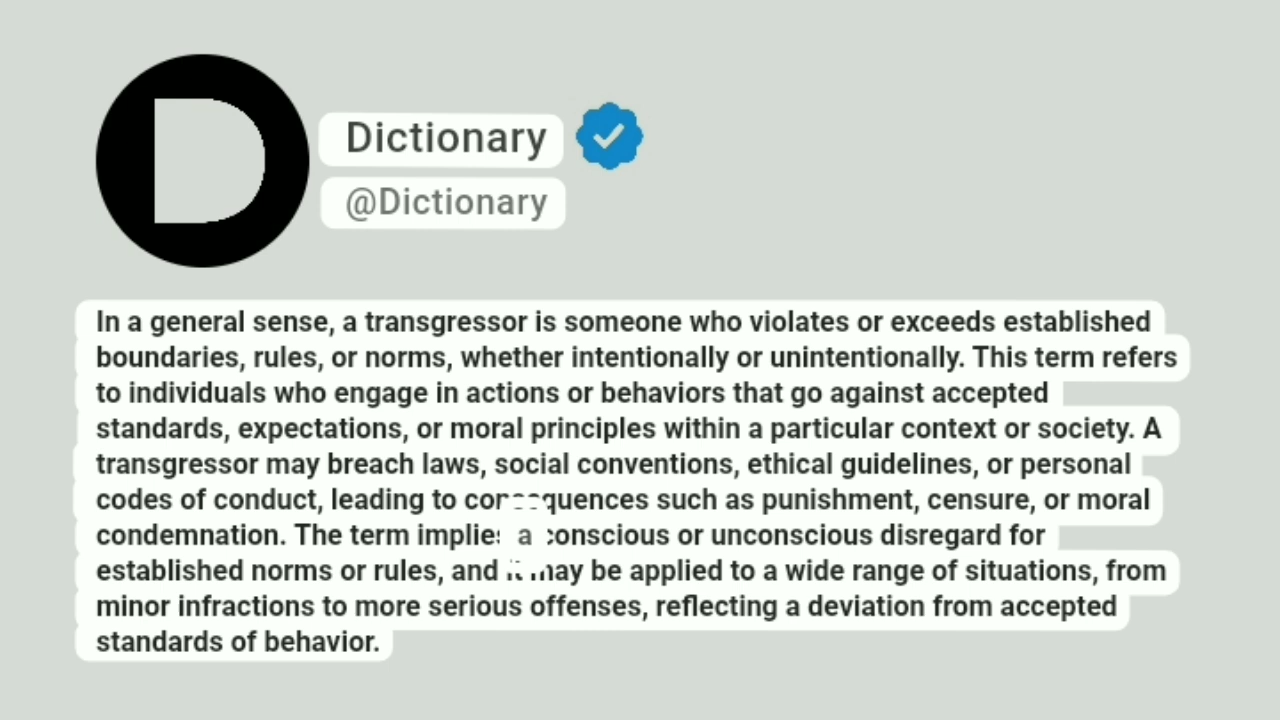 Dictionary
@Dictionary
In a general sense, a transgressor is someone who violates or exceeds established
boundaries, rules, or norms, whether intentionally or unintentionally. This term refers
to individuals who engage in actions or behaviors that go against accepted
standards, expectations, or moral principles within a particular context or society. A
transgressor may breach laws, social conventions, ethical guidelines, or personal
codes of conduct, leading to consequences such as punishment, censure, or moral
condemnation. The term implies a conscious or unconscious disregard for
established norms or rules, and it may be applied to a wide range of situations, from
minor infractions to more serious offenses, reflecting a deviation from accepted
standards of behavior.